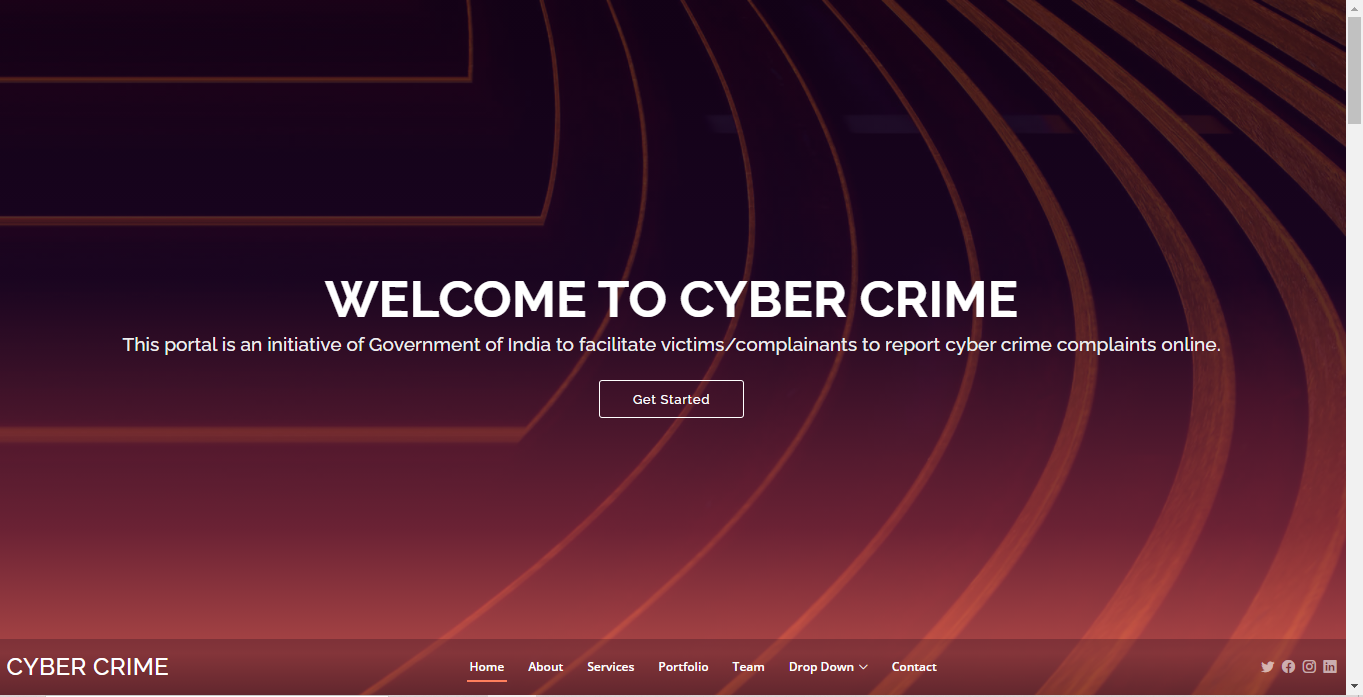 WELCOME TO CYBER CRIME
This portal is an initiative of Government of India to facilitate victims/complainants to report cyber crime complaints online.
Get Started
CYBER CRIME
Home About Services Portfolio Team Drop Down Contact